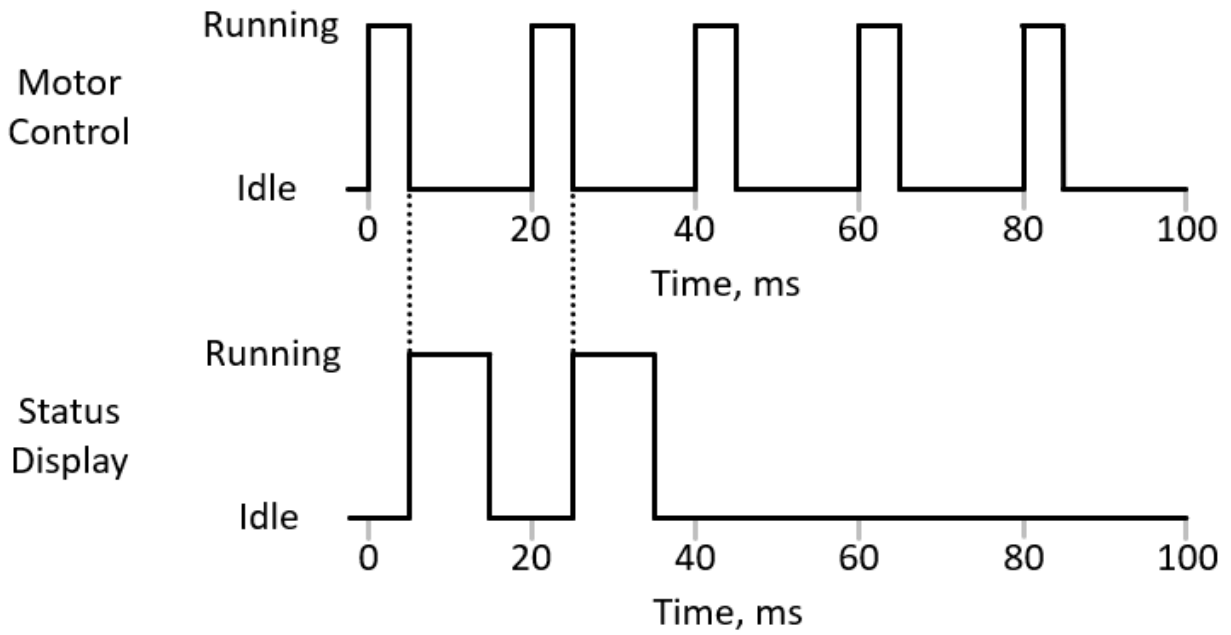 Running
Motor
Control
Idle
0 20 40 60 80 100
Time, ms
Running
Status
Display
Idle
0 20 40 60 80 100
Time, ms